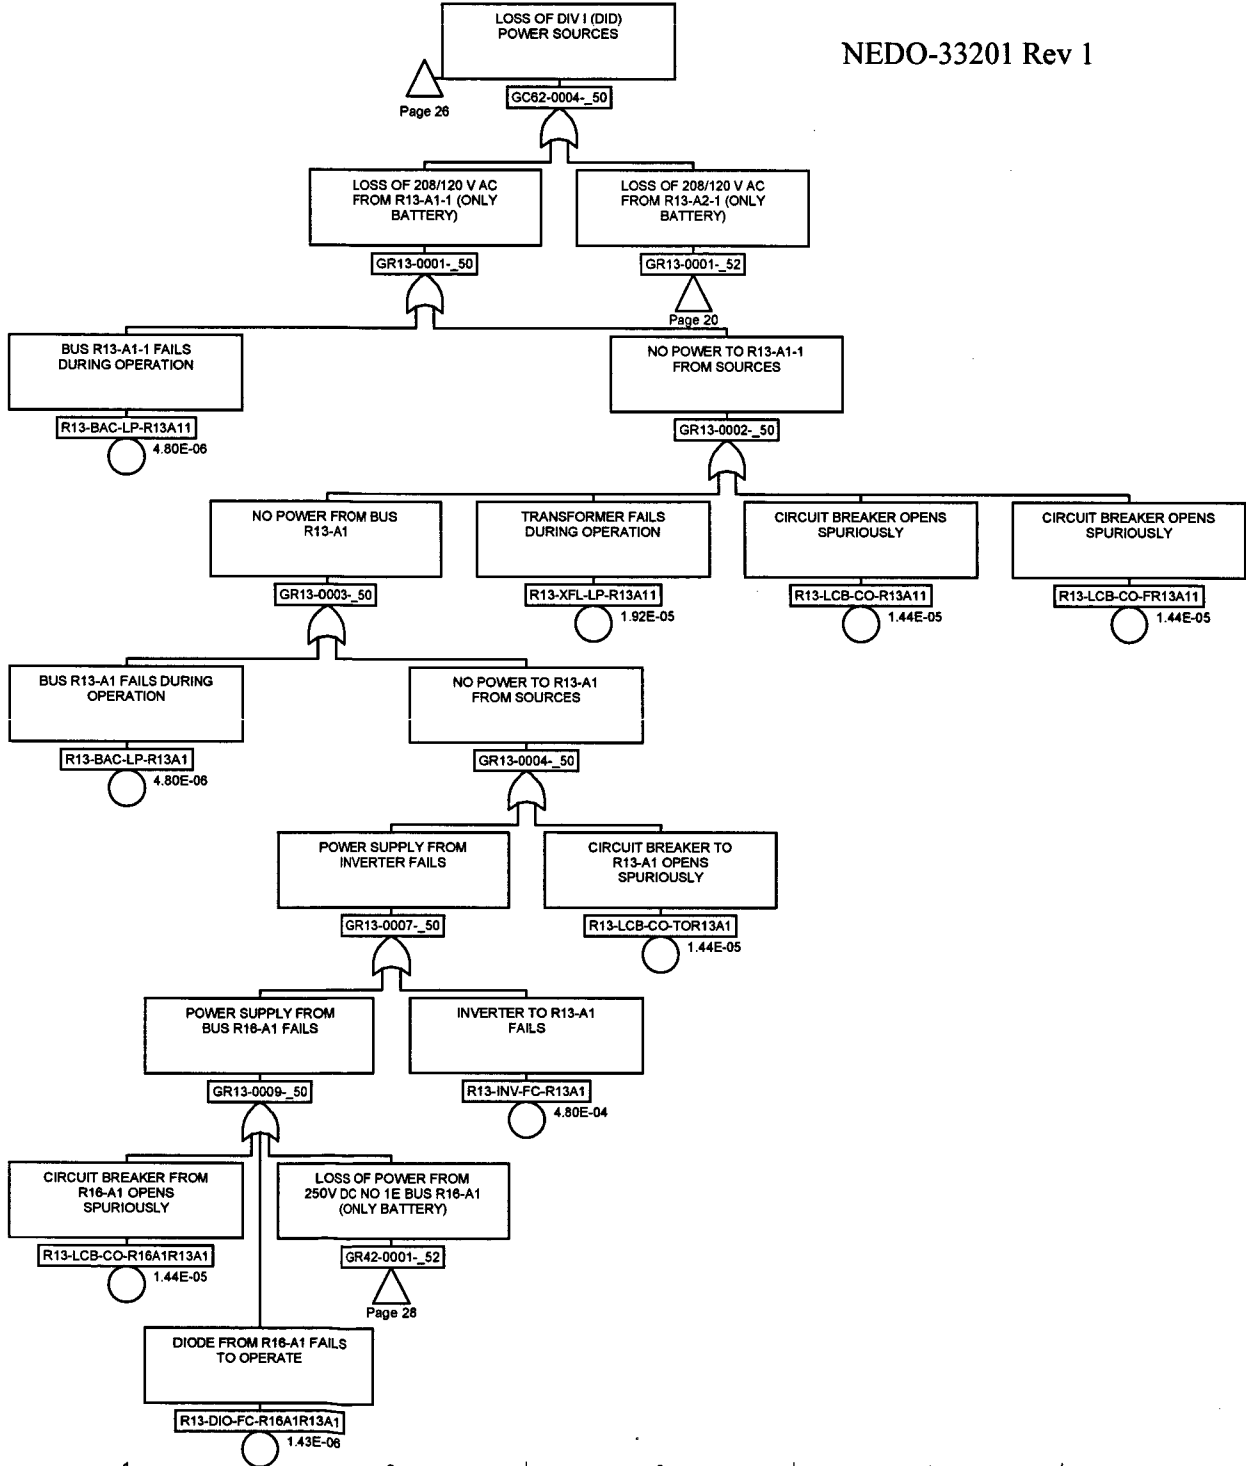 LOSS OF DIV I (DID)
POWER SOURCES
NEDO-33201 Rev 1
Page 26
GC62-0004-_50
LOSS OF 208/120 V AC
FROM R13-A1-1 (ONLY
BATTERY)
GR13-0001-_50
LOSS OF 208/120 V AC
FROM R13-A2-1 (ONLY
BATTERY)
GR13-0001-_52
Page 20
BUS R13-A1-1 FAILS
DURING OPERATION
R13-BAC-LP-R13A11
4.80E-06
NO POWER TO R13-A1-1
FROM SOURCES
GR13-0002-_50
NO POWER FROM BUS
R13-A1
GR13-0003-_50
TRANSFORMER FAILS
DURING OPERATION
R13-XFL-LP-R13A11
1.92E-05
CIRCUIT BREAKER OPENS
SPURIOUSLY
R13-LCB-CO-R13A11
1.44E-05
CIRCUIT BREAKER OPENS
SPURIOUSLY
R13-LCB-CO-FR13A11
1.44E-05
BUS R13-A1 FAILS DURING
OPERATION
R13-BAC-LP-R13A1
4.80E-06
NO POWER TO R13-A1
FROM SOURCES
GR13-0004-_50
POWER SUPPLY FROM
INVERTER FAILS
GR13-0007-_50
CIRCUIT BREAKER TO
R13-A1 OPENS
SPURIOUSLY
R13-LCB-CO-TOR13A1
1.44E-05
POWER SUPPLY FROM
BUS R16-A1 FAILS
GR13-0009-_50
INVERTER TO R13-A1
FAILS
R13-INV-FC-R13A1
4.80E-04
CIRCUIT BREAKER FROM
R16-A1 OPENS
SPURIOUSLY
R13-LCB-CO-R16A1R13A1
1.44E-05
LOSS OF POWER FROM
250V DC NO 1E BUS R16-A1
(ONLY BATTERY)
GR42-0001-_52
Page 28
DIODE FROM R16-A1 FAILS
TO OPERATE
R13-DIO-FC-R16A1R13A1
1.43E-06